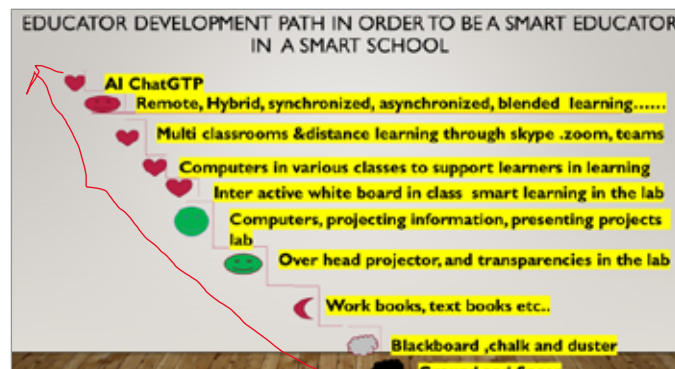 EDUCATOR DEVELOPMENT PATH IN ORDER TO BE A SMART EDUCATOR
IN A SMART SCHOOL
AI ChatGTP
Remote, Hybrid, synchronized, asynchronized, blended learning......
Multi classrooms &distance learning through skype .zoom, teams
Computers in various classes to support learners in learning
Inter active white board in class smart learning in the lab
Computers, projecting information, presenting projects
lab
Over head projector, and transparencies in the lab
Work books, text books etc..
Blackboard ,chalk and duster